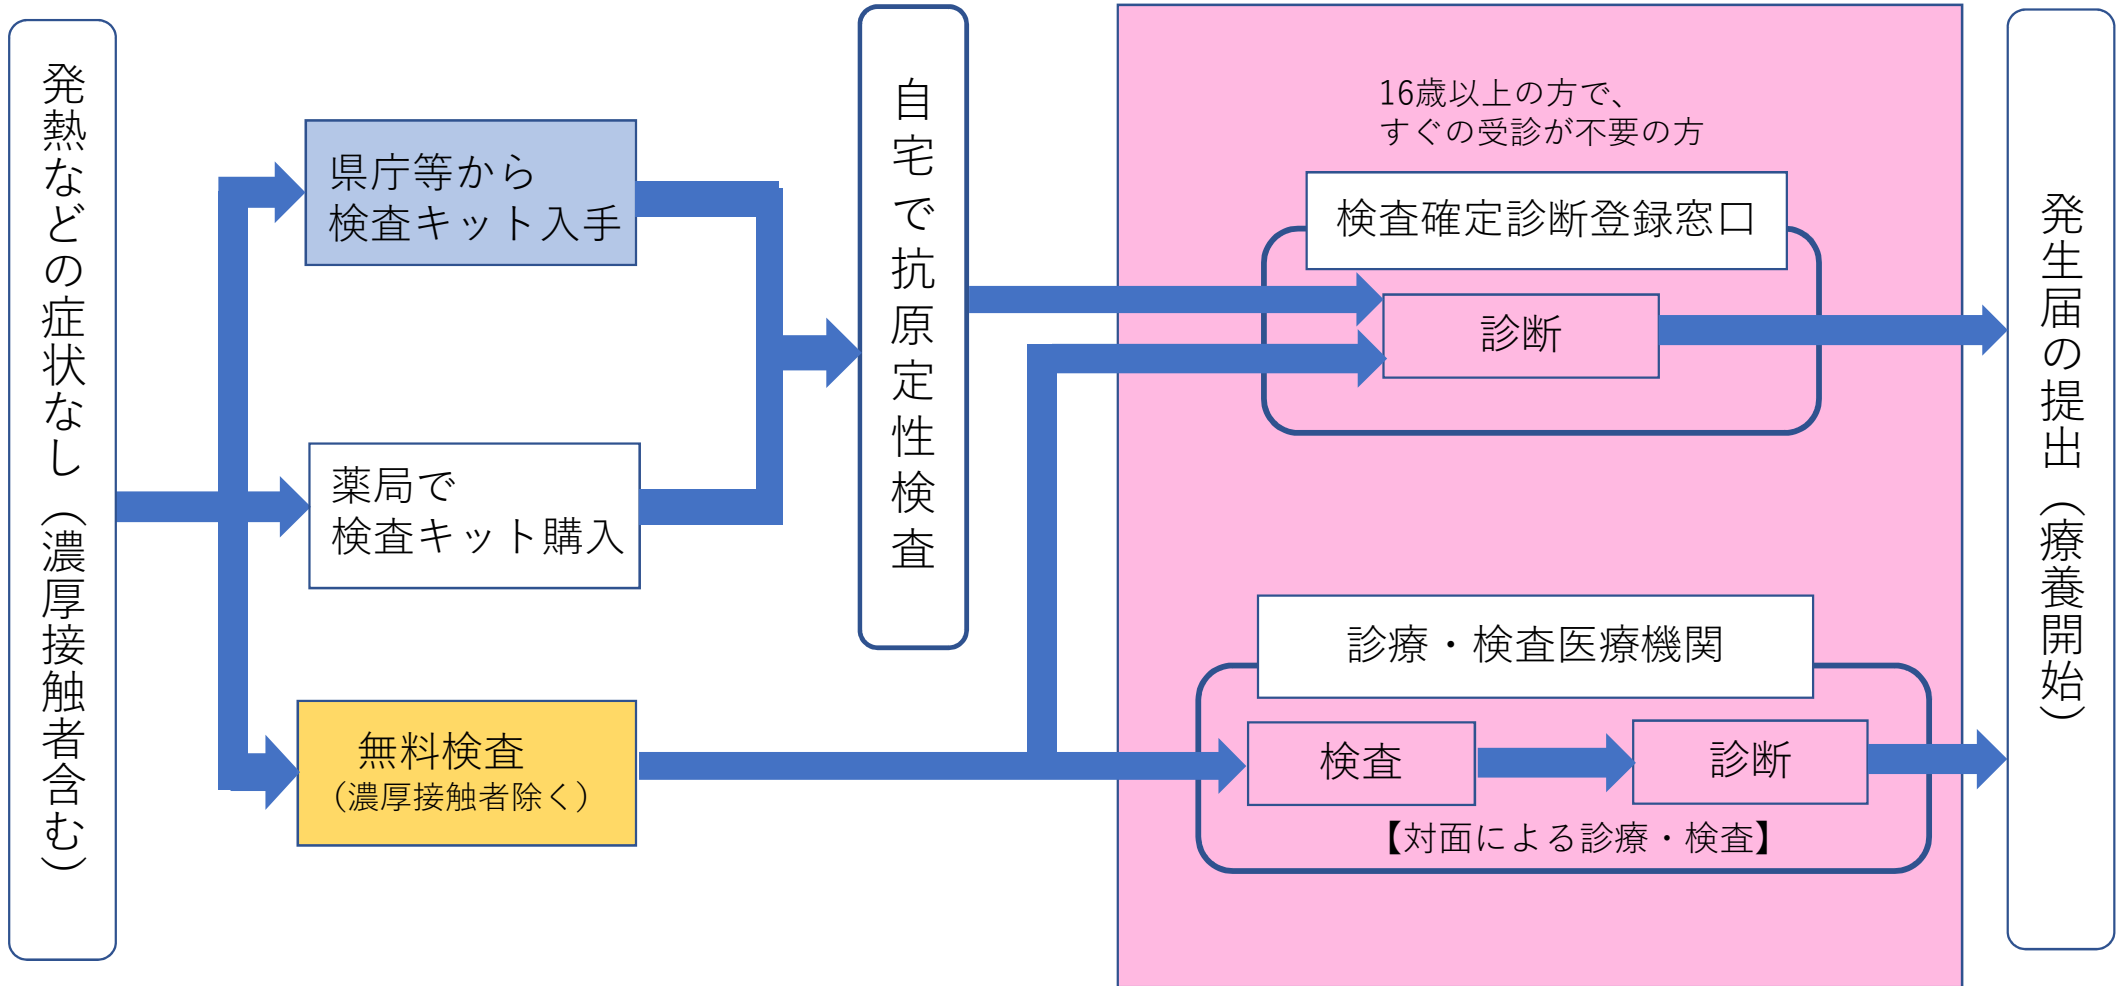 発熱などの症状なし（濃厚接触者含む）
県庁等から
検査キット入手
薬局で
検査キット購入
無料検査
（濃厚接触者除く）
自宅で抗原定性検査
16歳以上の方で、
すぐの受診が不要の方
検査確定診断登録窓口
診断
診療・検査医療機関
検査
診断
【対面による診療・検査】
発生届の提出（療養開始）